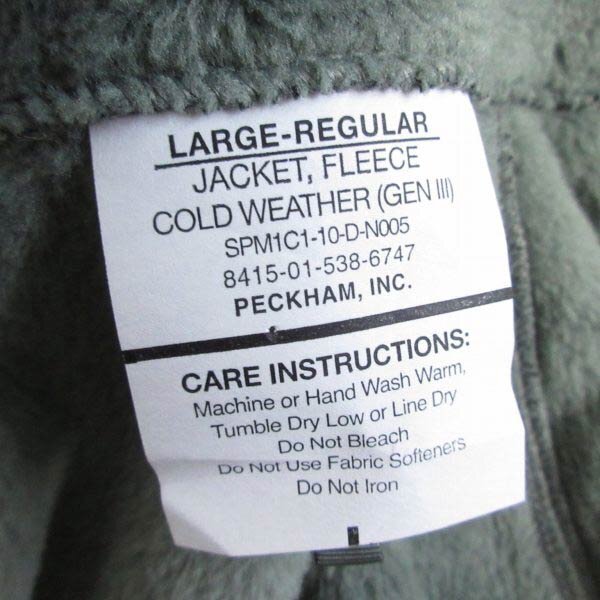 LARGE-REGULAR
JACKET, FLEECE
COLD WEATHER (GEN III)
SPM1C1-10-D-N005
8415-01-538-6747
PECKHAM, INC.
CARE INSTRUCTIONS:
Machine or Hand Wash Warm,
Tumble Dry Low or Line Dry
Do Not Bleach
Do Not Use Fabric Softeners
Do Not Iron